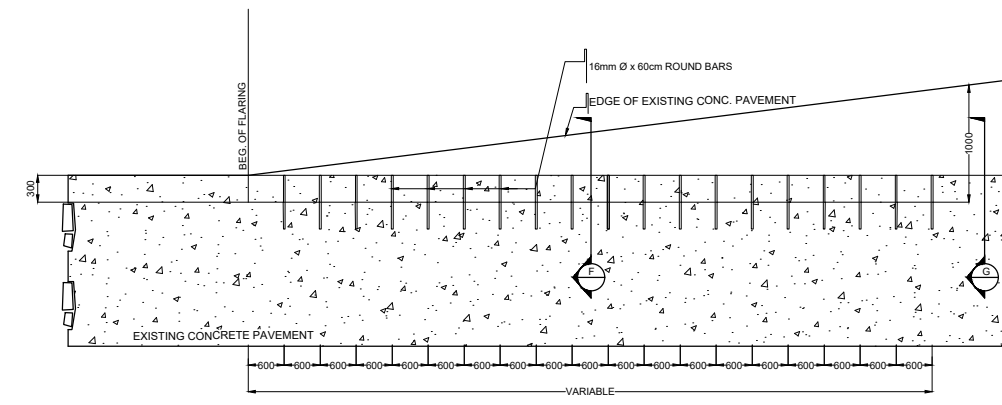 16mm Ø x 60cm ROUND BARS
EDGE OF EXISTING CONC. PAVEMENT
BEG. OF FLARING
300
1000
F
G
EXISTING CONCRETE PAVEMENT
600 600 600 600 600 600 600 600 600 600 600 600 600 600 600 600 600 600 600
VARIABLE